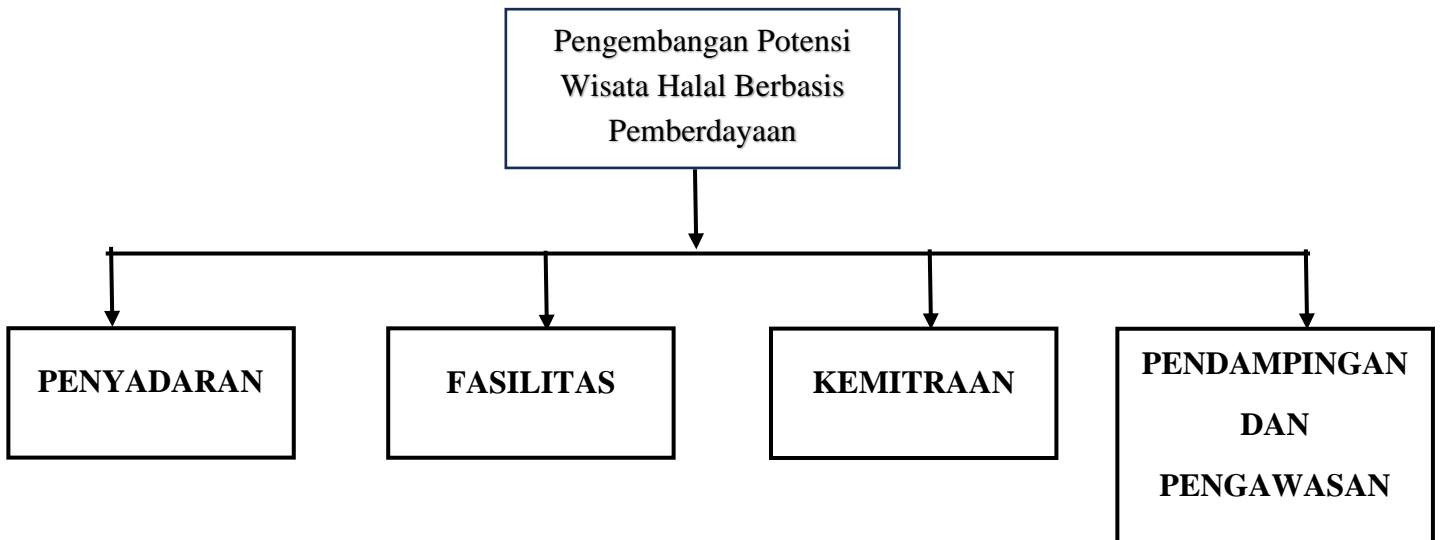 Pengembangan Potensi
Wisata Halal Berbasis
Pemberdayaan
PENYADARAN
FASILITAS
KEMITRAAN
PENDAMPINGAN
DAN
PENGAWASAN